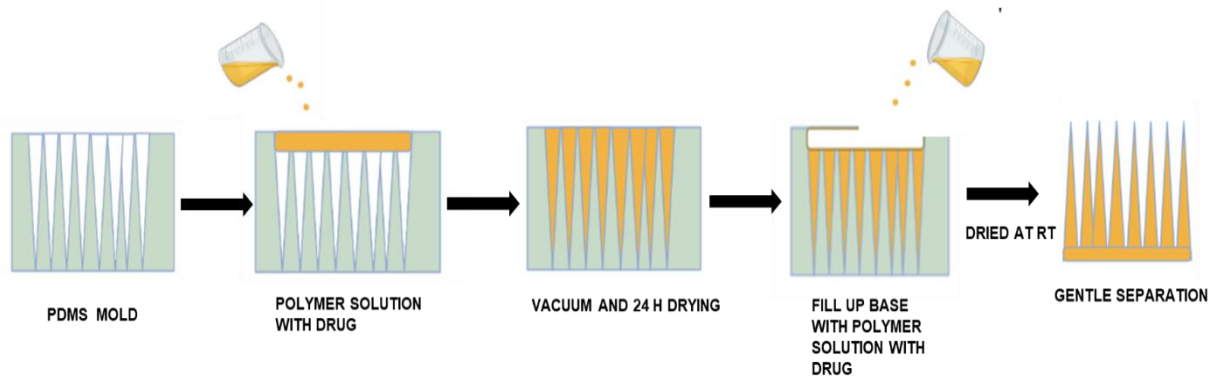 PDMS MOLD
POLYMER SOLUTION
WITH DRUG
VACUUM AND 24 H DRYING
FILL UP BASE
WITH POLYMER
SOLUTION WITH
DRUG
DRIED AT RT
GENTLE SEPARATION